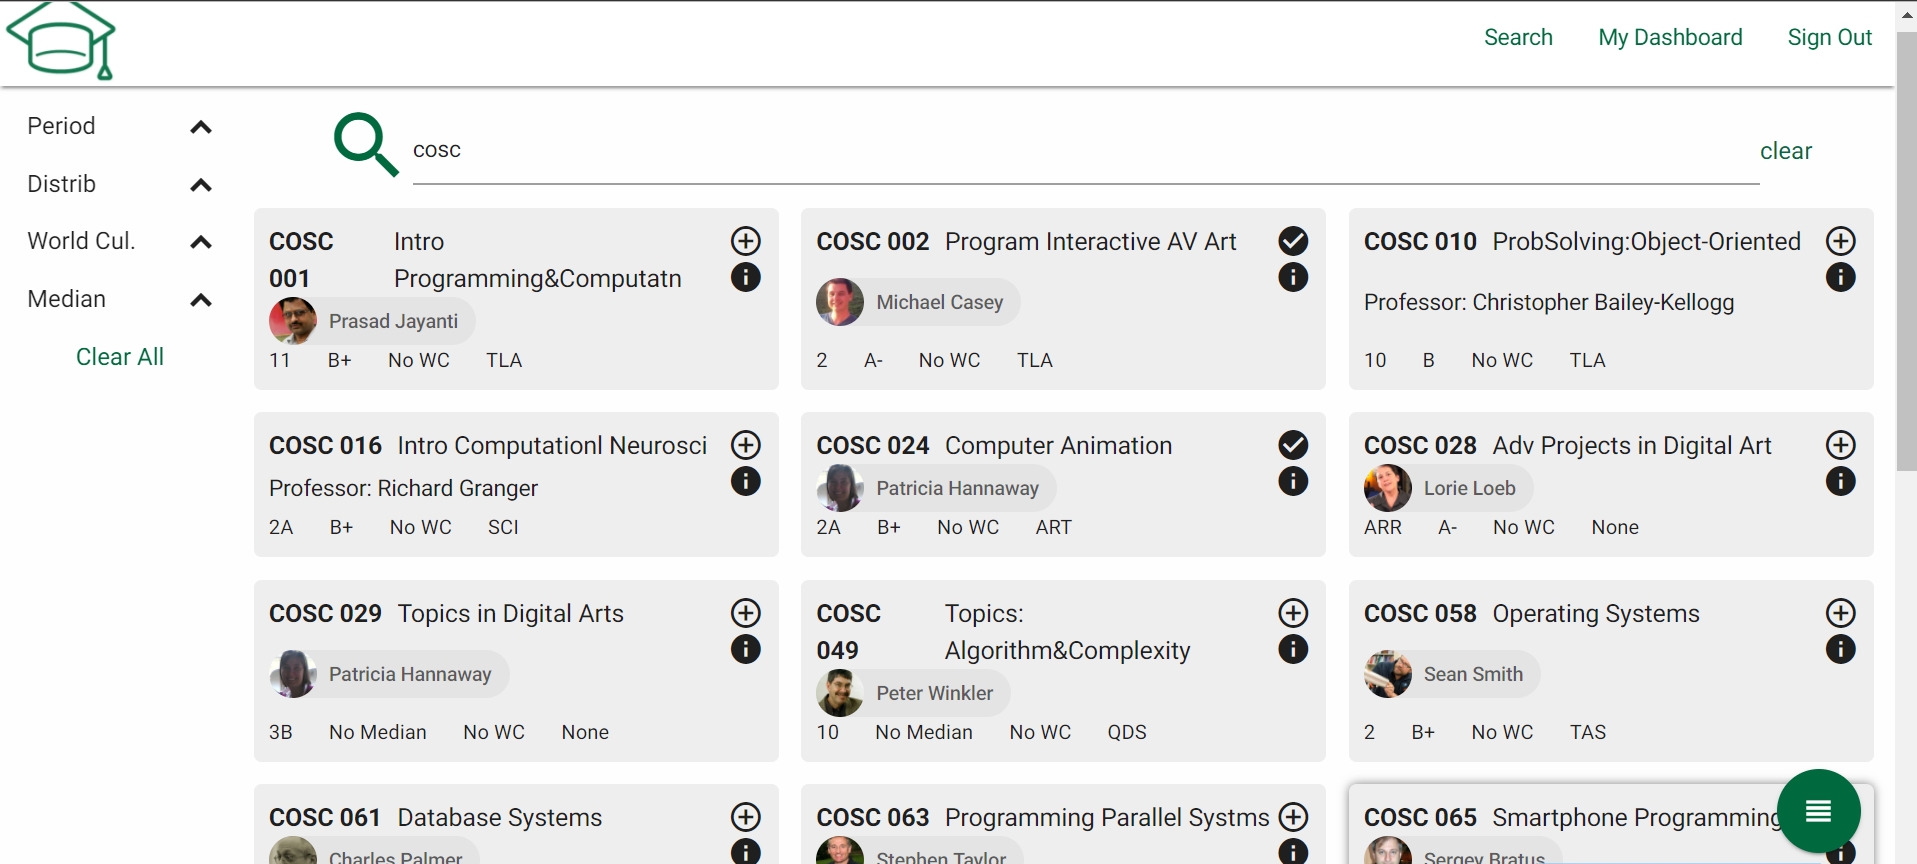 Search My Dashboard Sign Out
Period
Distrib
World Cul.
Median
Clear All
cosc
clear
COSC 001 Intro Programming&Computatn
Prasad Jayanti
11 B+ No WC TLA
COSC 002 Program Interactive AV Art
Michael Casey
2 A- No WC TLA
COSC 010 ProbSolving:Object-Oriented
Professor: Christopher Bailey-Kellogg
10 B No WC TLA
COSC 016 Intro Computationl Neurosci
Professor: Richard Granger
2A B+ No WC SCI
COSC 024 Computer Animation
Patricia Hannaway
2A B+ No WC ART
COSC 028 Adv Projects in Digital Art
Lorie Loeb
ARR A- No WC None
COSC 029 Topics in Digital Arts
Patricia Hannaway
3B No Median No WC None
COSC 049 Topics: Algorithm&Complexity
Peter Winkler
10 No Median No WC QDS
COSC 058 Operating Systems
Sean Smith
2 B+ No WC TAS
COSC 061 Database Systems
Charles Palmer
COSC 063 Programming Parallel Systms
Stephen Taylor
COSC 065 Smartphone Programming
Sergey Bratus